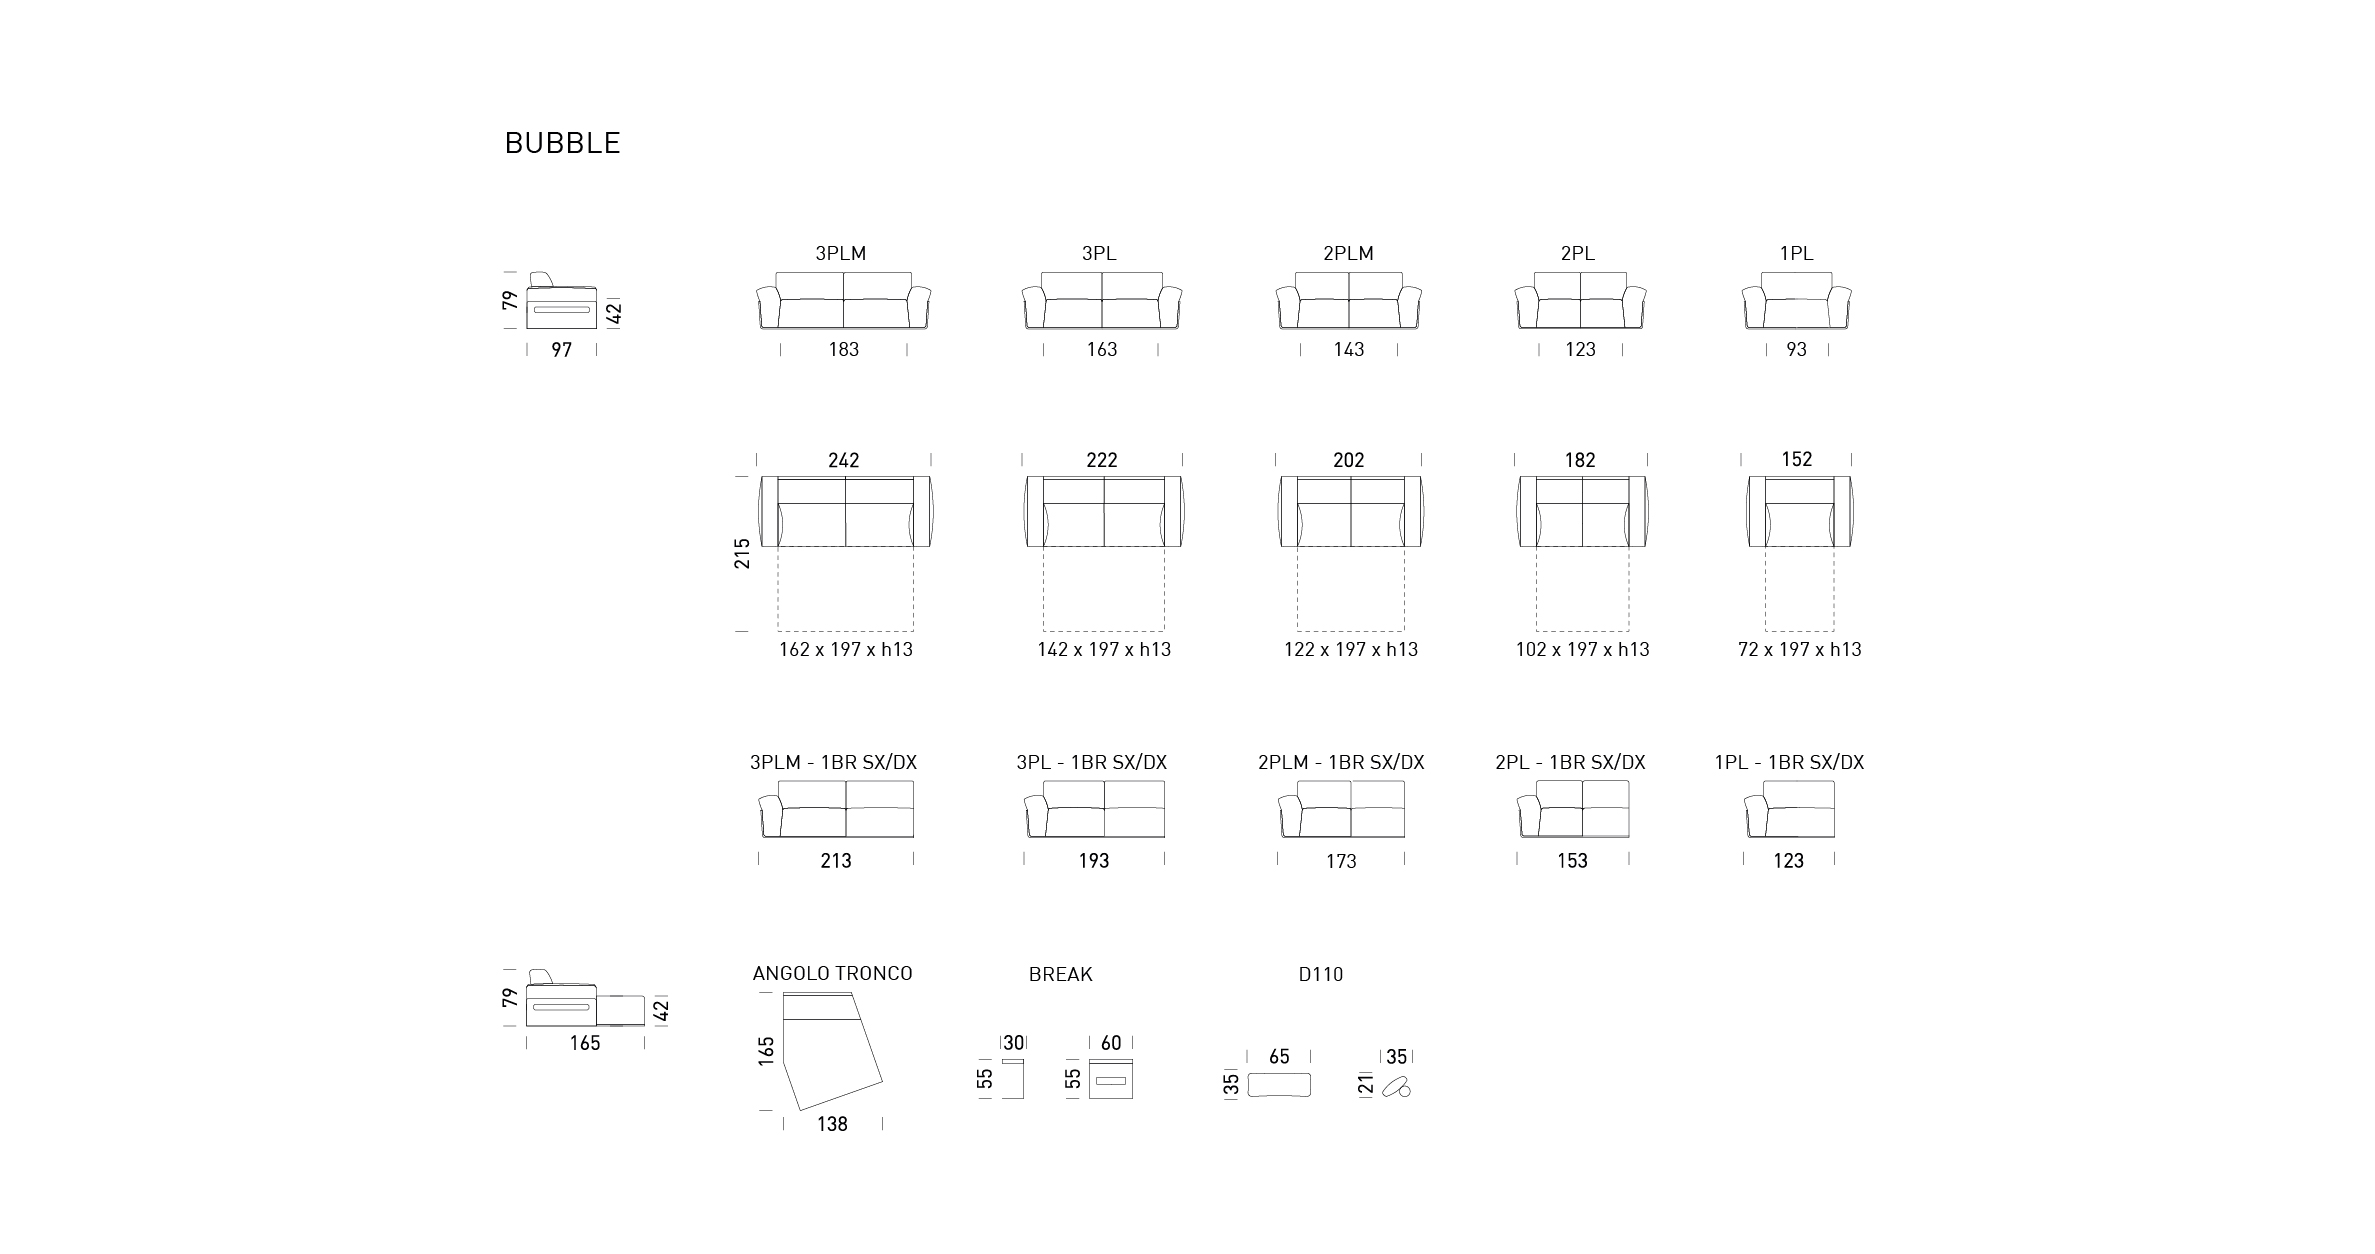 BUBBLE
3PLM 3PL 2PLM 2PL 1PL
79 42
97 183 163 143 123 93
242 222 202 182 152
215
162 x 197 x h13 142 x 197 x h13 122 x 197 x h13 102 x 197 x h13 72 x 197 x h13
3PLM - 1BR SX/DX 3PL - 1BR SX/DX 2PLM - 1BR SX/DX 2PL - 1BR SX/DX 1PL - 1BR SX/DX
213 193 173 153 123
ANGOLO TRONCO BREAK D110
79 42
165
165
138
30 60
55 55
65 35
35 21